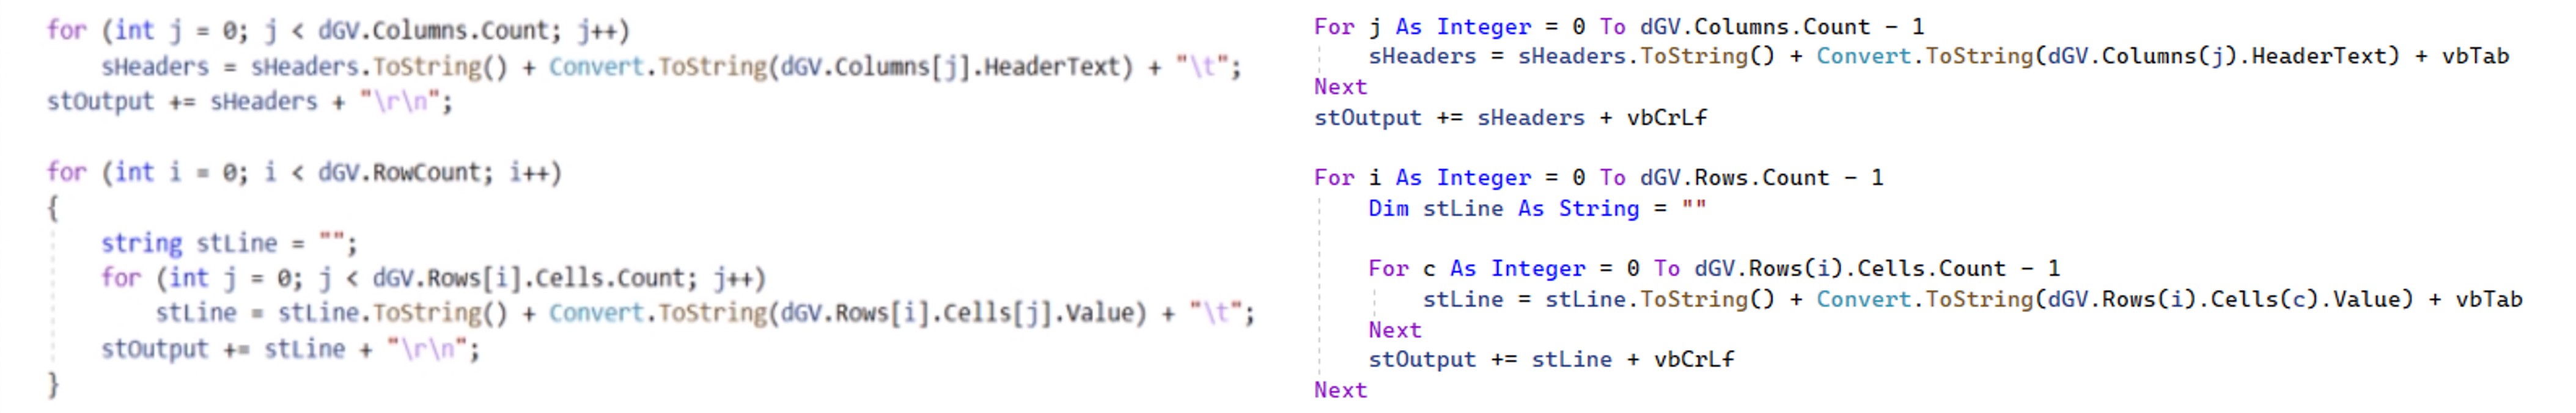 for (int j = 0; j < dGV.Columns.Count; j++)
    sHeaders = sHeaders.ToString() + Convert.ToString(dGV.Columns[j].HeaderText) + "\t";
stOutput += sHeaders + "\r\n";

for (int i = 0; i < dGV.RowCount; i++)
{
    string stLine = "";
    for (int j = 0; j < dGV.Rows[i].Cells.Count; j++)
        stLine = stLine.ToString() + Convert.ToString(dGV.Rows[i].Cells[j].Value) + "\t";
    stOutput += stLine + "\r\n";
}

For j As Integer = 0 To dGV.Columns.Count - 1
    sHeaders = sHeaders.ToString() + Convert.ToString(dGV.Columns(j).HeaderText) + vbTab
Next
stOutput += sHeaders + vbCrLf

For i As Integer = 0 To dGV.Rows.Count - 1
    Dim stLine As String = ""

    For c As Integer = 0 To dGV.Rows(i).Cells.Count - 1
        stLine = stLine.ToString() + Convert.ToString(dGV.Rows(i).Cells(c).Value) + vbTab
    Next
    stOutput += stLine + vbCrLf
Next